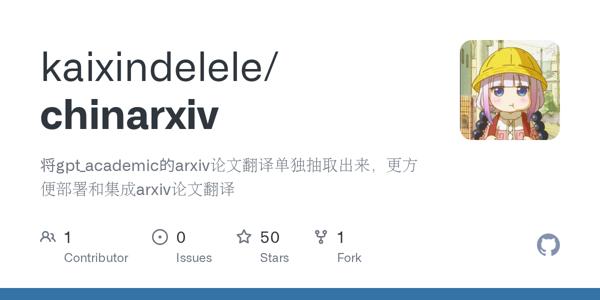 kaixindelele/
chinarxiv
将gpt_academic的arxiv论文翻译单独抽取出来，更方
便部署和集成arxiv论文翻译
1 0 50 1
Contributor Issues Stars Fork